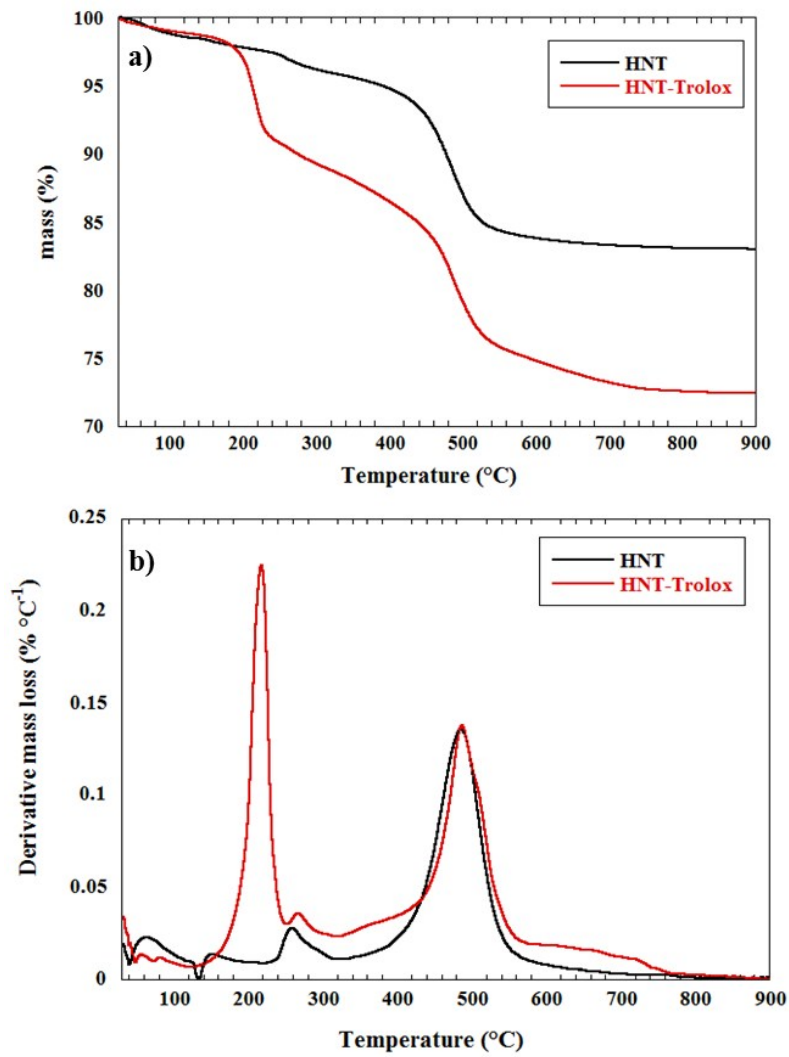 100
95
90
85
80
75
70
mass (%)
a)
HNT
HNT-Trolox
100 200 300 400 500 600 700 800 900
Temperature (°C)
0.25
0.2
0.15
0.1
0.05
0
Derivative mass loss (% °C⁻¹)
b)
HNT
HNT-Trolox
100 200 300 400 500 600 700 800 900
Temperature (°C)